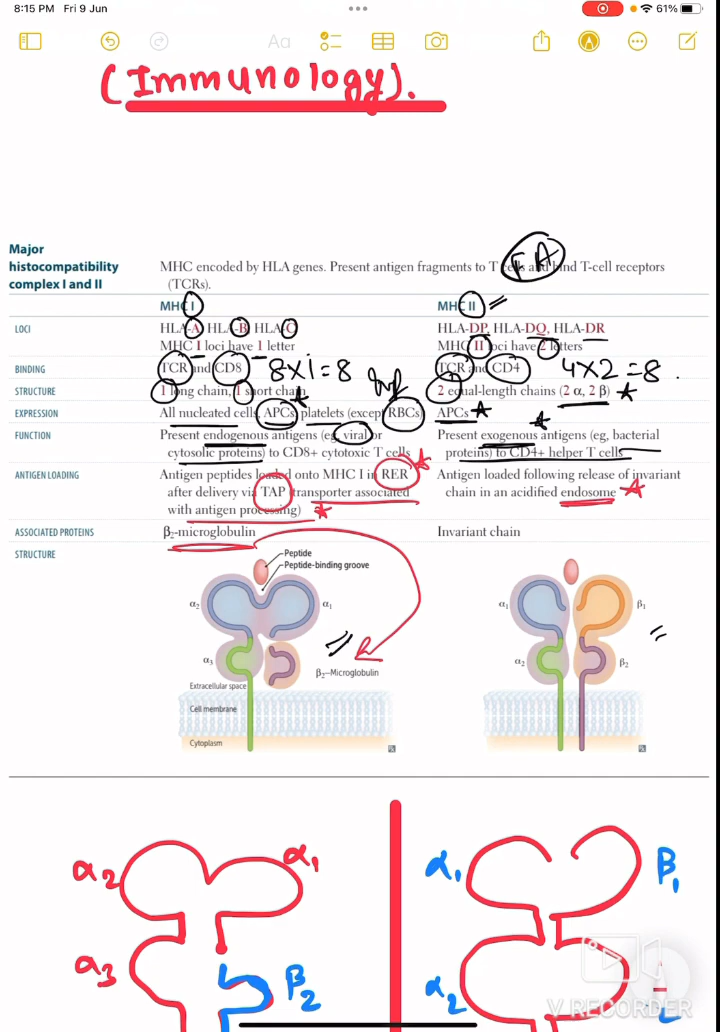 8:15 PM Fri 9 Jun
61%
Aa
(Immunology).
Major
histocompatibility
complex I and II
MHC encoded by HLA genes. Present antigen fragments to T cells and bind T-cell receptors
(TCRs).
FA
MHC I
MHC II =
LOCI
HLA-A, HLA-B, HLA-C
MHC I loci have 1 letter
HLA-DP, HLA-DQ, HLA-DR
MHC II loci have 2 letters
BINDING
TCR and CD8
8x1=8
TCR and CD4
4x2=8.
STRUCTURE
1 long chain, 1 short chain
2 equal-length chains (2 α, 2 β)
EXPRESSION
All nucleated cells, APCs, platelets (except RBCs)
APCs
FUNCTION
Present endogenous antigens (eg, viral or
cytosolic proteins) to CD8+ cytotoxic T cells
Present exogenous antigens (eg, bacterial
proteins) to CD4+ helper T cells
ANTIGEN LOADING
Antigen peptides loaded onto MHC I in RER
after delivery via TAP (transporter associated
with antigen processing)
Antigen loaded following release of invariant
chain in an acidified endosome
ASSOCIATED PROTEINS
β2-microglobulin
Invariant chain
STRUCTURE
Peptide
Peptide-binding groove
α2
α1
α3
β2-Microglobulin
Extracellular space
Cell membrane
Cytoplasm
α1
β1
α2
β2
α2
α1
α3
β2
α1
β1
α2
V RECORDER